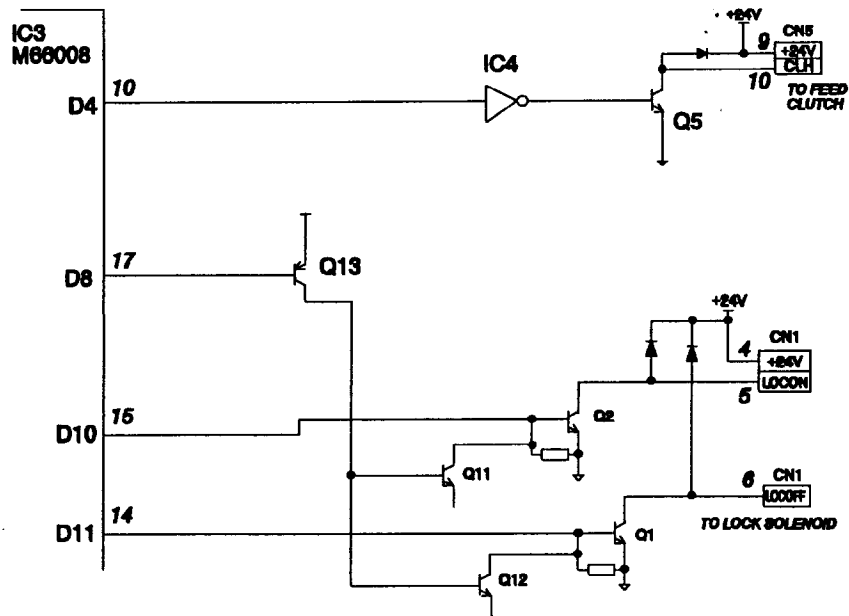 IC3
M66008
D4
10
IC4
Q5
+24V
9
CN5
+24V
CLH
10
TO FEED
CLUTCH
D8
17
Q13
+24V
4
CN1
+24V
LOCON
5
D10
15
Q2
Q11
6
CN1
LOCOFF
TO LOCK SOLENOID
D11
14
Q1
Q12